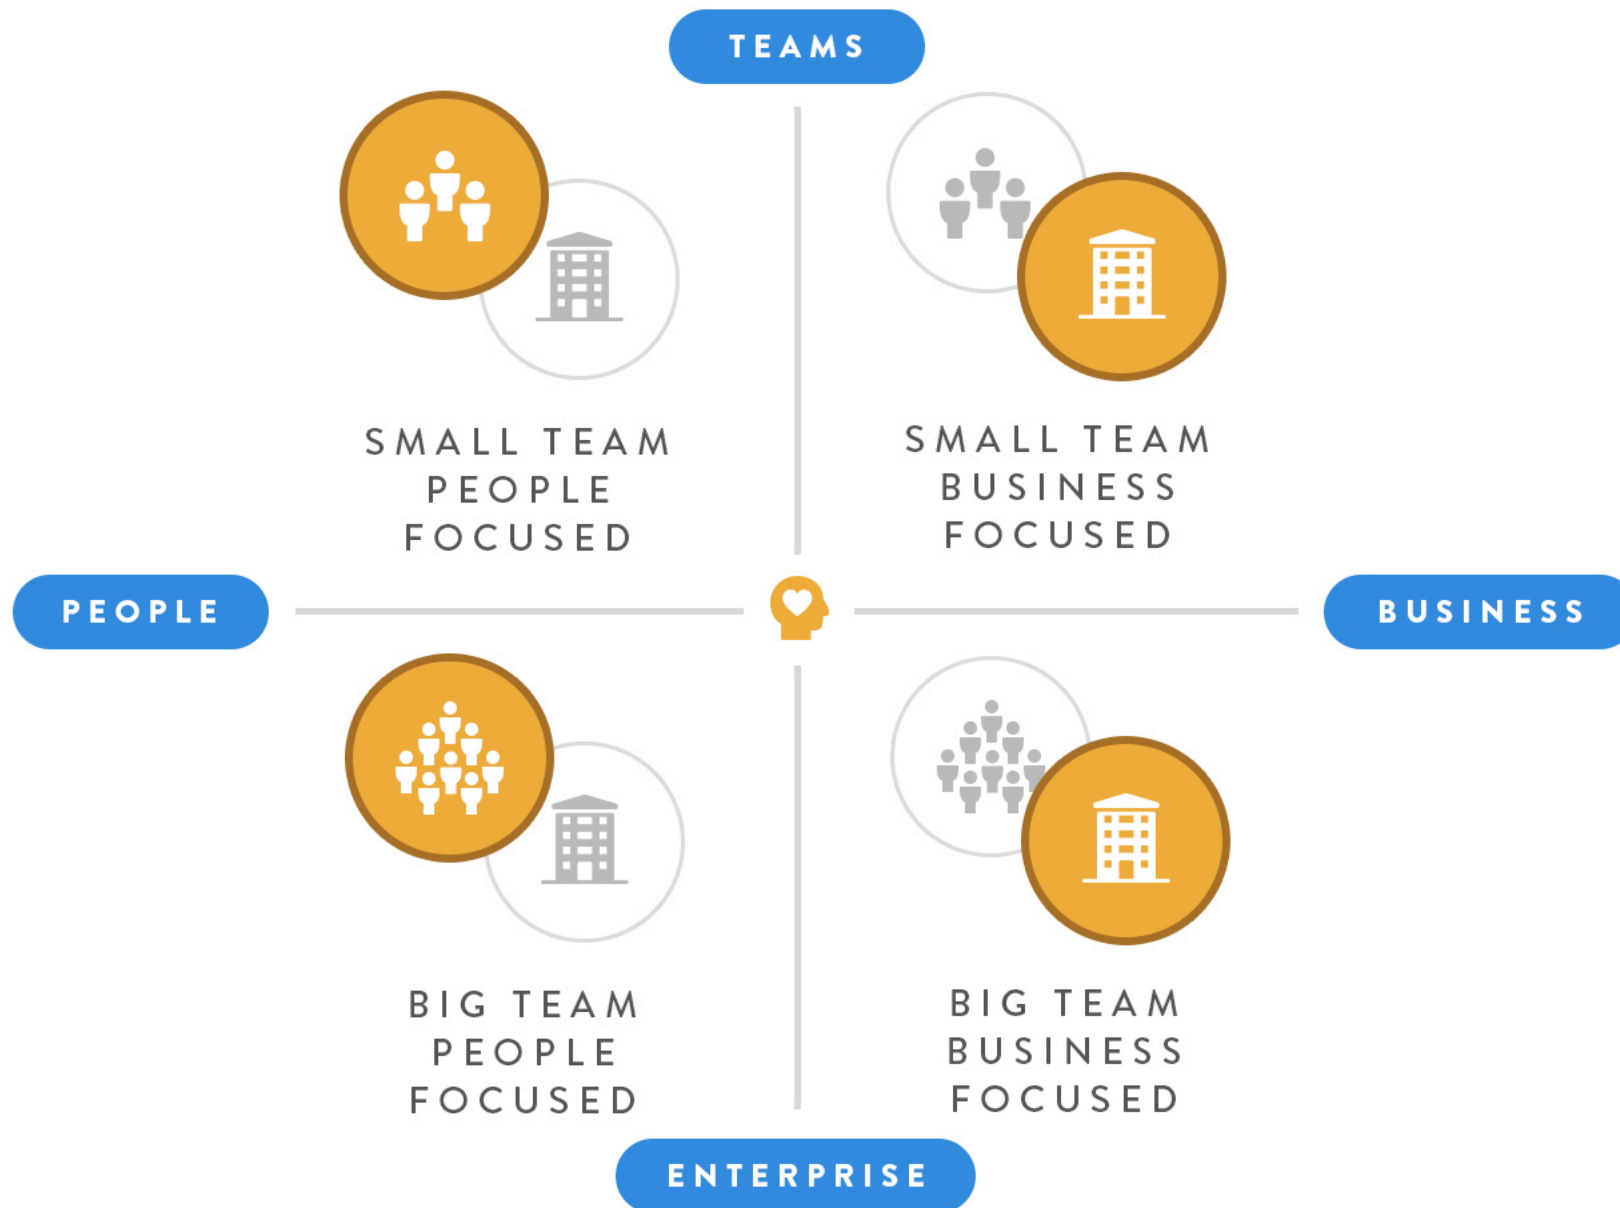 TEAMS
SMALL TEAM
PEOPLE
FOCUSED
SMALL TEAM
BUSINESS
FOCUSED
PEOPLE
BUSINESS
BIG TEAM
PEOPLE
FOCUSED
BIG TEAM
BUSINESS
FOCUSED
ENTERPRISE